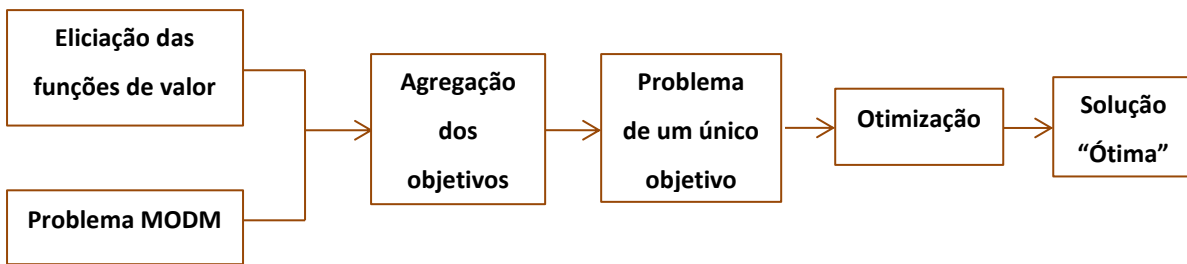 Eliciação das
funções de valor
Problema MODM
Agregação
dos
objetivos
Problema
de um único
objetivo
Otimização
Solução
“Ótima”